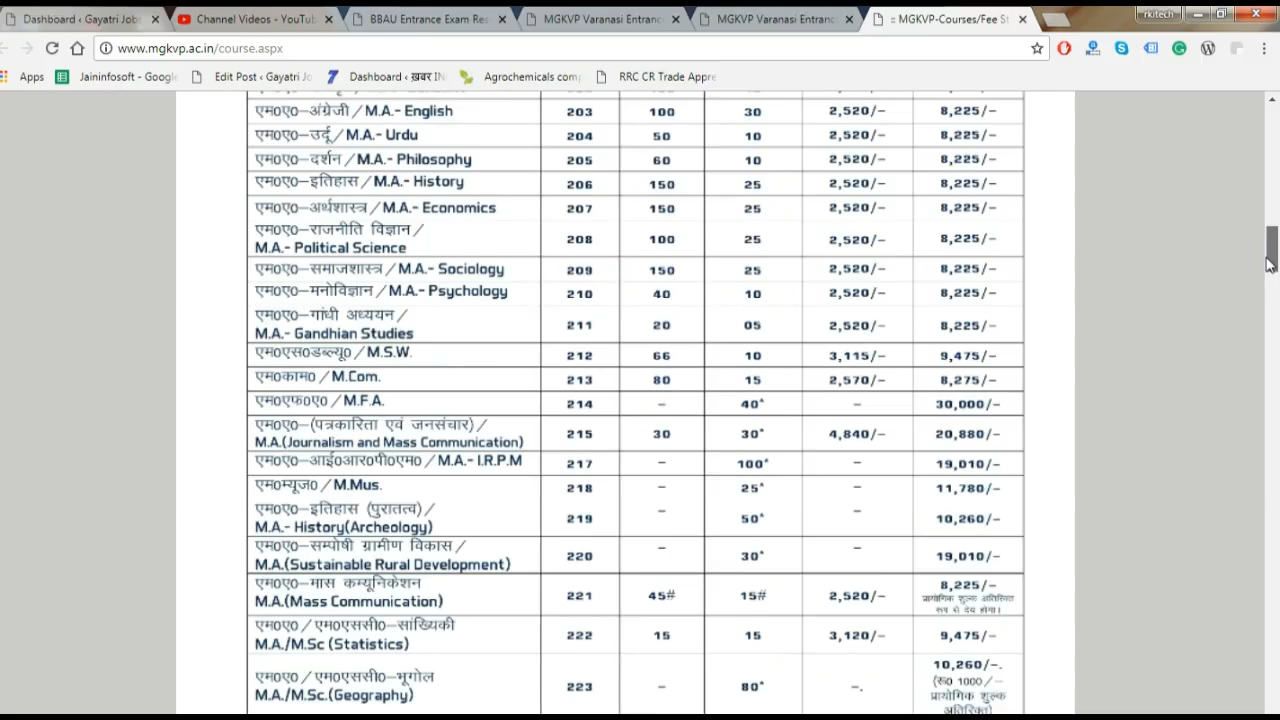 rkitech
Dashboard ‹ Gayatri Jobs
Channel Videos - YouTub
BBAU Entrance Exam Res
MGKVP Varanasi Entranc
MGKVP Varanasi Entranc
:: MGKVP-Courses/Fee St
www.mgkvp.ac.in/course.aspx
Apps
Jaininfosoft - Google
Edit Post ‹ Gayatri Jo
Dashboard ‹ ख़बर IN
Agrochemicals comp
RRC CR Trade Appre
एम0ए0–अंग्रेजी/M.A.- English 203 100 30 2,520/– 8,225/–
एम0ए0–उर्दू/M.A.- Urdu 204 50 10 2,520/– 8,225/–
एम0ए0–दर्शन/M.A.- Philosophy 205 60 10 2,520/– 8,225/–
एम0ए0–इतिहास/M.A.- History 206 150 25 2,520/– 8,225/–
एम0ए0–अर्थशास्त्र/M.A.- Economics 207 150 25 2,520/– 8,225/–
एम0ए0–राजनीति विज्ञान/
M.A.- Political Science 208 100 25 2,520/– 8,225/–
एम0ए0–समाजशास्त्र/M.A.- Sociology 209 150 25 2,520/– 8,225/–
एम0ए0–मनोविज्ञान/M.A.- Psychology 210 40 10 2,520/– 8,225/–
एम0ए0–गांधी अध्ययन/
M.A.- Gandhian Studies 211 20 05 2,520/– 8,225/–
एम0एस0डब्ल्यू0/M.S.W. 212 66 10 3,115/– 9,475/–
एम0काम0/M.Com. 213 80 15 2,570/– 8,275/–
एम0एफ0ए0/M.F.A. 214 – 40* – 30,000/–
एम0ए0–(पत्रकारिता एवं जनसंचार)/
M.A.(Journalism and Mass Communication) 215 30 30* 4,840/– 20,880/–
एम0ए0–आई0आर0पी0एम0/M.A.- I.R.P.M 217 – 100* – 19,010/–
एम0म्यूज0/M.Mus. 218 – 25* – 11,780/–
एम0ए0–इतिहास (पुरातत्व)/
M.A.- History(Archeology) 219 – 50* – 10,260/–
एम0ए0–सम्पोषी ग्रामीण विकास/
M.A.(Sustainable Rural Development) 220 – 30* – 19,010/–
एम0ए0–मास कम्यूनिकेशन
M.A.(Mass Communication) 221 45# 15# 2,520/– 8,225/–
प्रायोगिक शुल्क अतिरिक्त
रूप से देय होगा।
एम0ए0/एम0एससी0–सांख्यिकी
M.A./M.Sc (Statistics) 222 15 15 3,120/– 9,475/–
एम0ए0/एम0एससी0–भूगोल
M.A./M.Sc.(Geography) 223 – 80* –. 10,260/–.
(रू0 1000/–
प्रायोगिक शुल्क
अतिरिक्त)